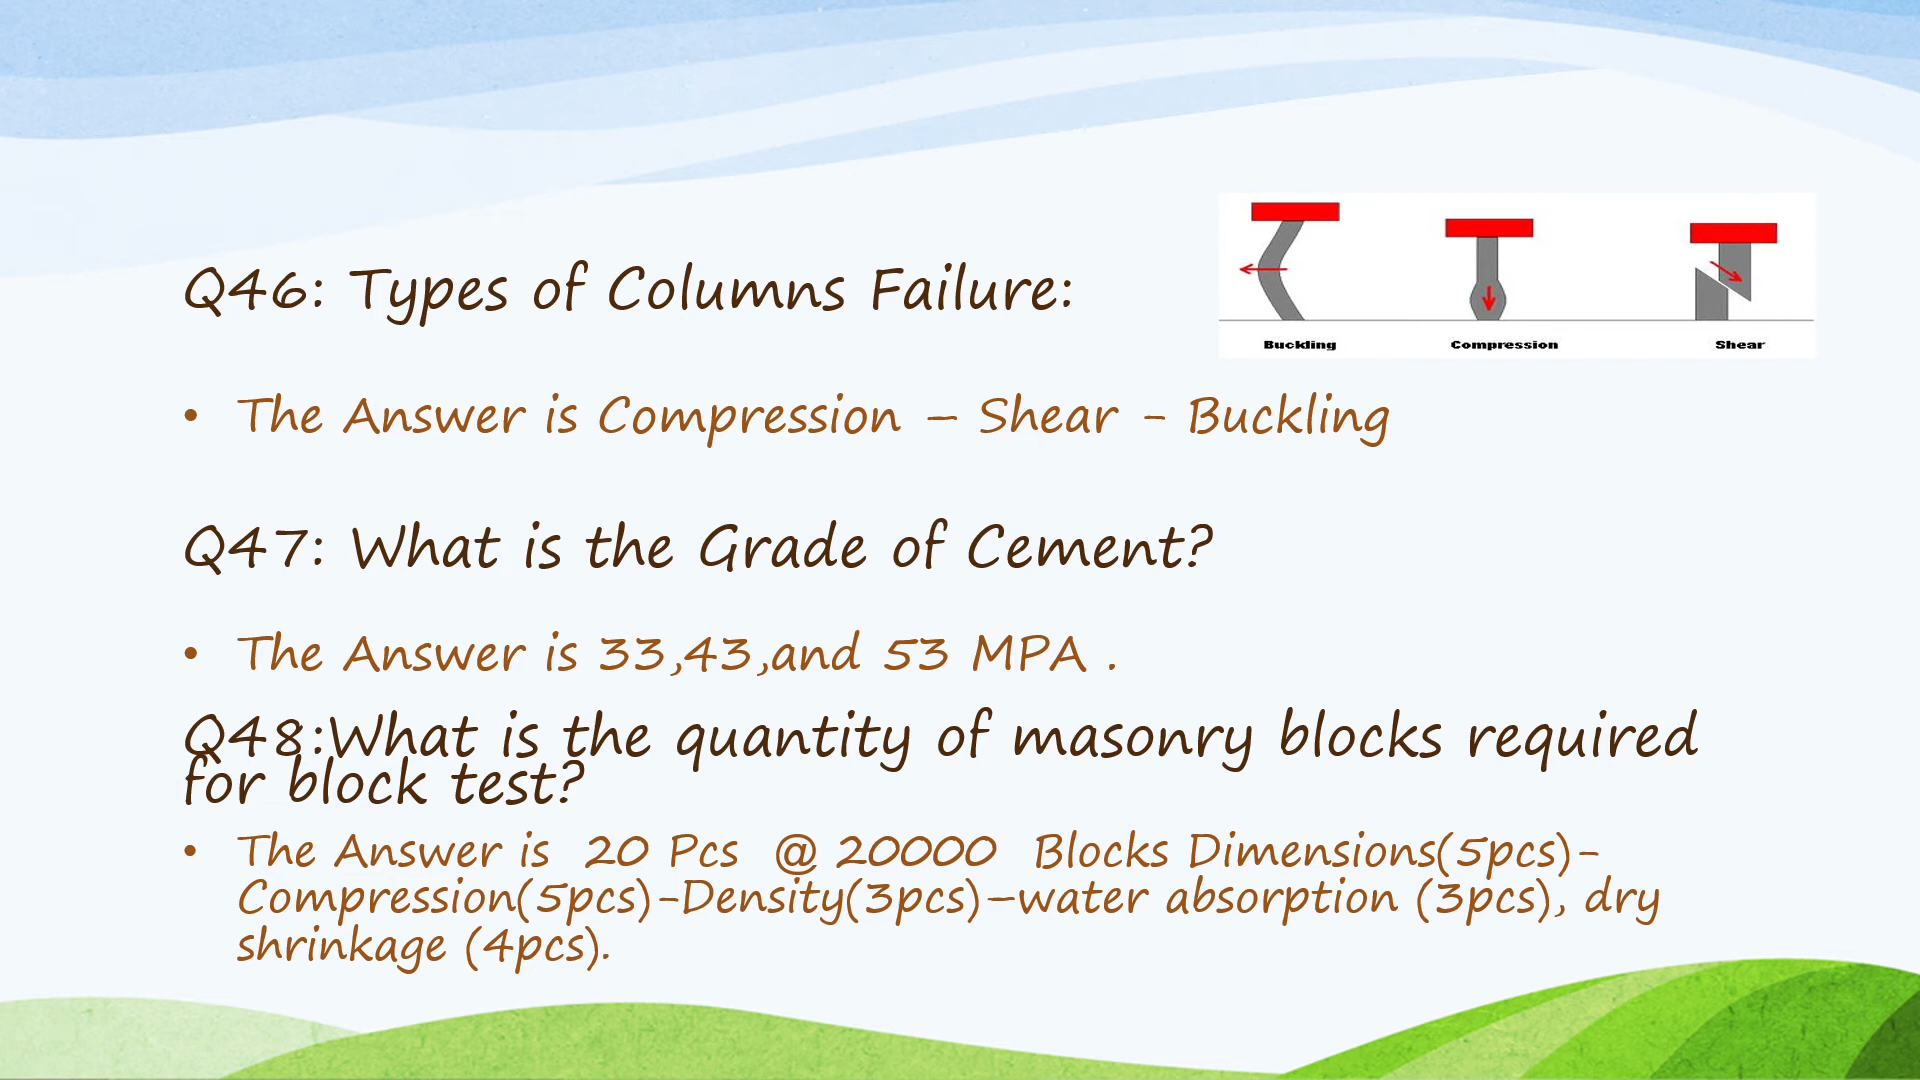 Q46: Types of Columns Failure:
Buckling Compression Shear
• The Answer is Compression – Shear - Buckling
Q47: What is the Grade of Cement?
• The Answer is 33,43,and 53 MPA .
Q48:What is the quantity of masonry blocks required
for block test?
• The Answer is 20 Pcs @ 20000 Blocks Dimensions(5pcs)-
Compression(5pcs)-Density(3pcs)–water absorption (3pcs), dry
shrinkage (4pcs).